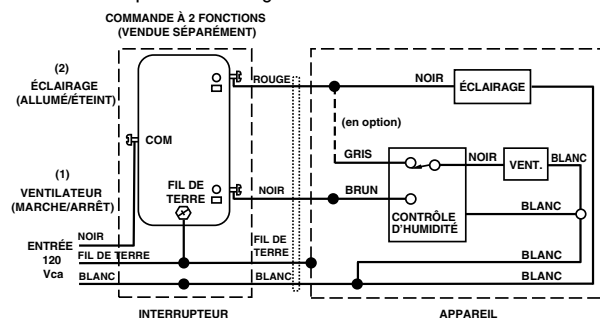 COMMANDE À 2 FONCTIONS
(VENDUE SÉPARÉMENT)
(2)
ÉCLAIRAGE
(ALLUMÉ/ÉTEINT)
ROUGE
NOIR
ÉCLAIRAGE
COM
(en option)
GRIS
NOIR
VENT.
BLANC
(1)
VENTILATEUR
(MARCHE/ARRÊT)
FIL DE
TERRE
NOIR
BRUN
CONTRÔLE
D'HUMIDITÉ
BLANC
ENTRÉE
120
Vca
NOIR
FIL DE TERRE
FIL DE
TERRE
BLANC
BLANC
BLANC
BLANC
INTERRUPTEUR
APPAREIL